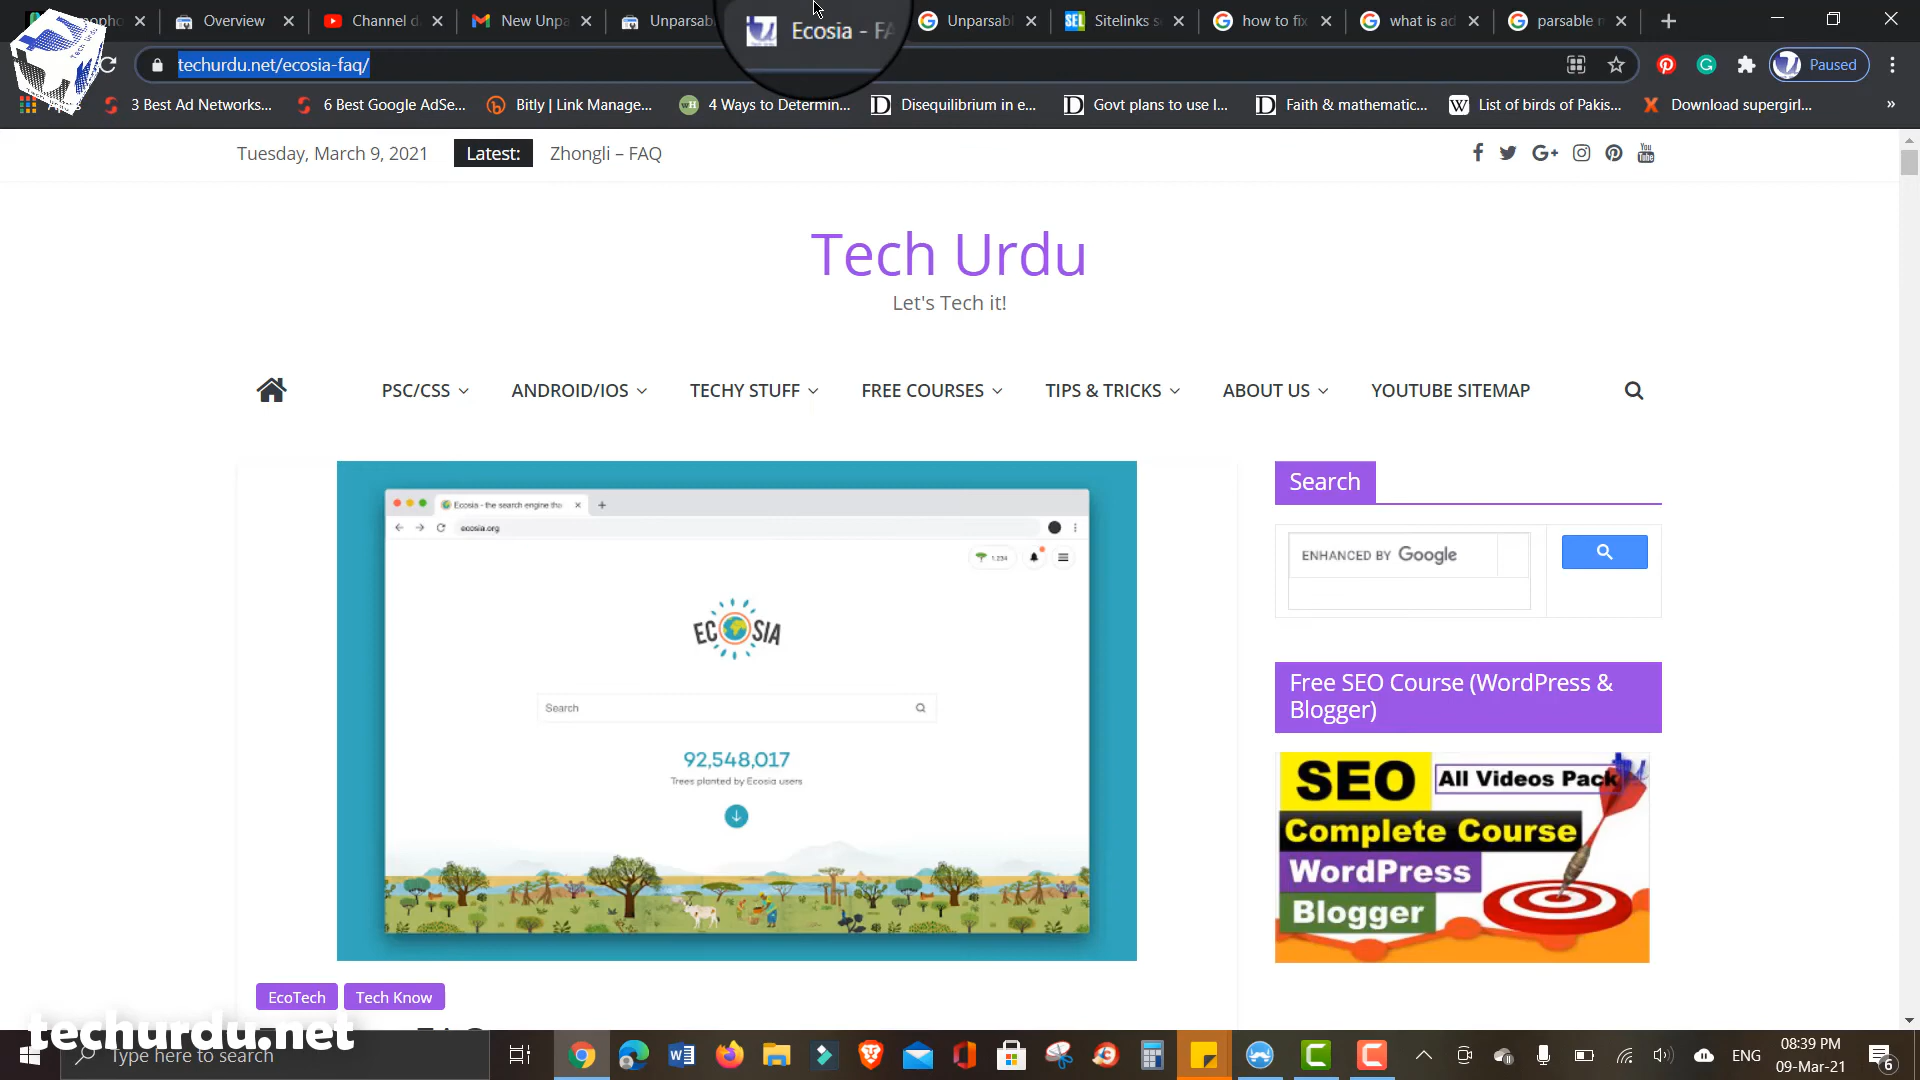 Overview
Channel d
New Unpa
Unparsab
Ecosia - FA
Unparsabl
Sitelinks s
how to fix
what is ad
parsable m
techurdu.net/ecosia-faq/
Paused
3 Best Ad Networks...
6 Best Google AdSe...
Bitly | Link Manage...
4 Ways to Determin...
Disequilibrium in e...
Govt plans to use I...
Faith & mathematic...
List of birds of Pakis...
Download supergirl...
Tuesday, March 9, 2021
Latest:
Zhongli – FAQ
Tech Urdu
Let's Tech it!
PSC/CSS
ANDROID/IOS
TECHY STUFF
FREE COURSES
TIPS & TRICKS
ABOUT US
YOUTUBE SITEMAP
Ecosia - the search engine tha
ecosia.org
1,234
ECOSIA
Search
92,548,017
Trees planted by Ecosia users
Search
ENHANCED BY Google
Free SEO Course (WordPress &
Blogger)
SEO
All Videos Pack
Complete Course
WordPress
Blogger
EcoTech
Tech Know
techurdu.net
Type here to search
ENG
08:39 PM
09-Mar-21
6